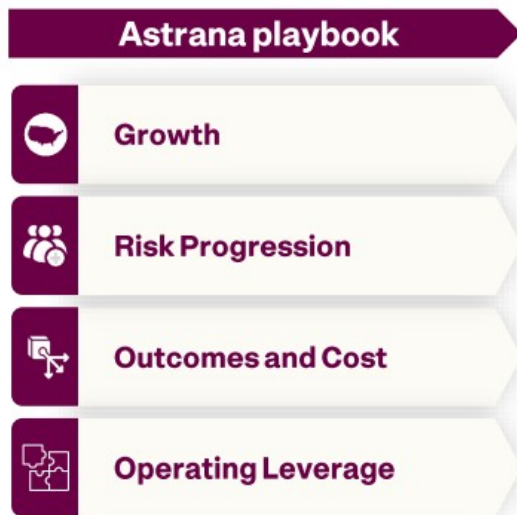 Astrana playbook
Growth
Risk Progression
Outcomes and Cost
Operating Leverage